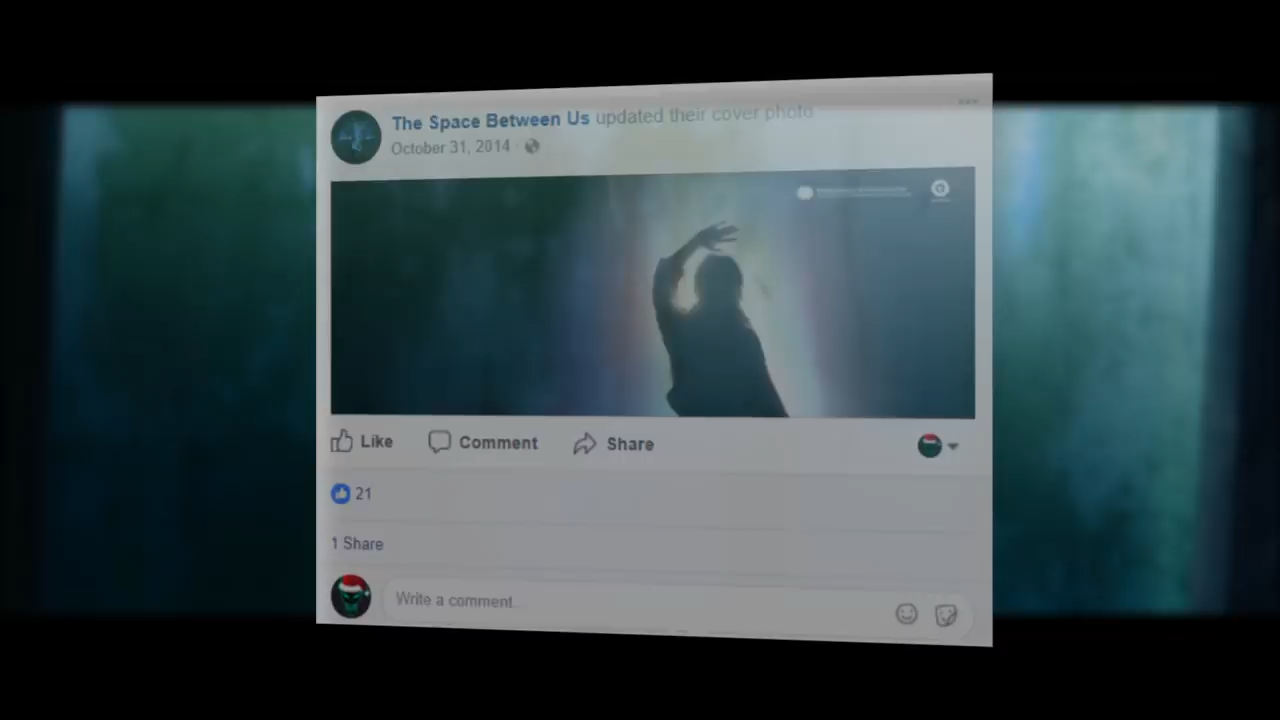 The Space Between Us updated their cover photo
October 31, 2014
Like Comment Share
21
1 Share
Write a comment...